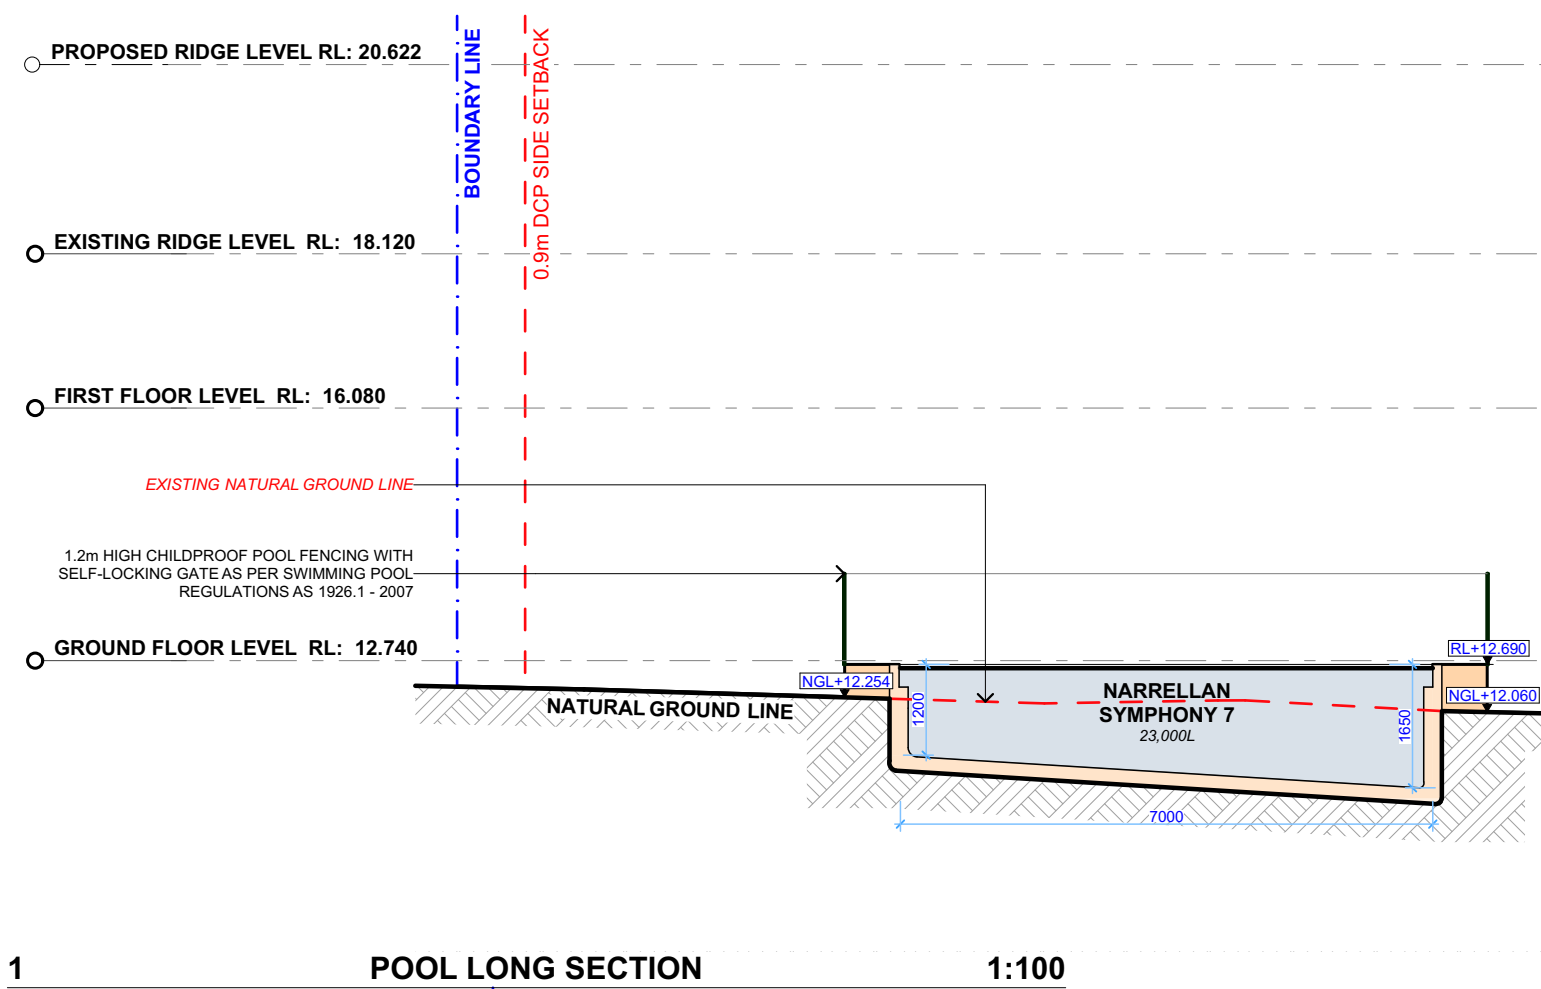 PROPOSED RIDGE LEVEL RL: 20.622
BOUNDARY LINE
0.9m DCP SIDE SETBACK
EXISTING RIDGE LEVEL RL: 18.120
FIRST FLOOR LEVEL RL: 16.080
EXISTING NATURAL GROUND LINE
1.2m HIGH CHILDPROOF POOL FENCING WITH
SELF-LOCKING GATE AS PER SWIMMING POOL
REGULATIONS AS 1926.1 - 2007
GROUND FLOOR LEVEL RL: 12.740
RL+12.690
NGL+12.254
NGL+12.060
NATURAL GROUND LINE
NARRELLAN
SYMPHONY 7
23,000L
1200
1650
7000
1 POOL LONG SECTION 1:100